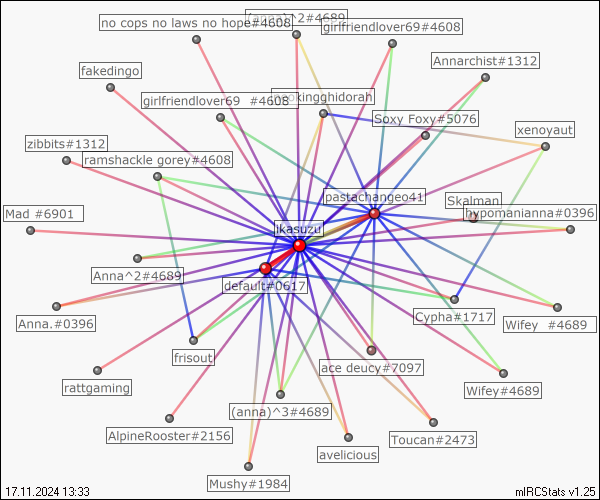 no cops no laws no hope#4608
(anna)^2#4689
girlfriendlover69#4608
fakedingo
Annarchist#1312
girlfriendlover69 #4608
Soxy Foxy#5076
xenoyaut
zibbits#1312
ramshackle gorey#4608
pastachangeo41
Skalman
Mad #6901
hypomanianna#0396
ikasuzu
Anna^2#4689
default#0617
Anna.#0396
Cypha#1717
Wifey #4689
frisout
ace deucy#7097
rattgaming
Wifey#4689
(anna)^3#4689
AlpineRooster#2156
Toucan#2473
avelicious
Mushy#1984
17.11.2024 13:33
mIRCStats v1.25